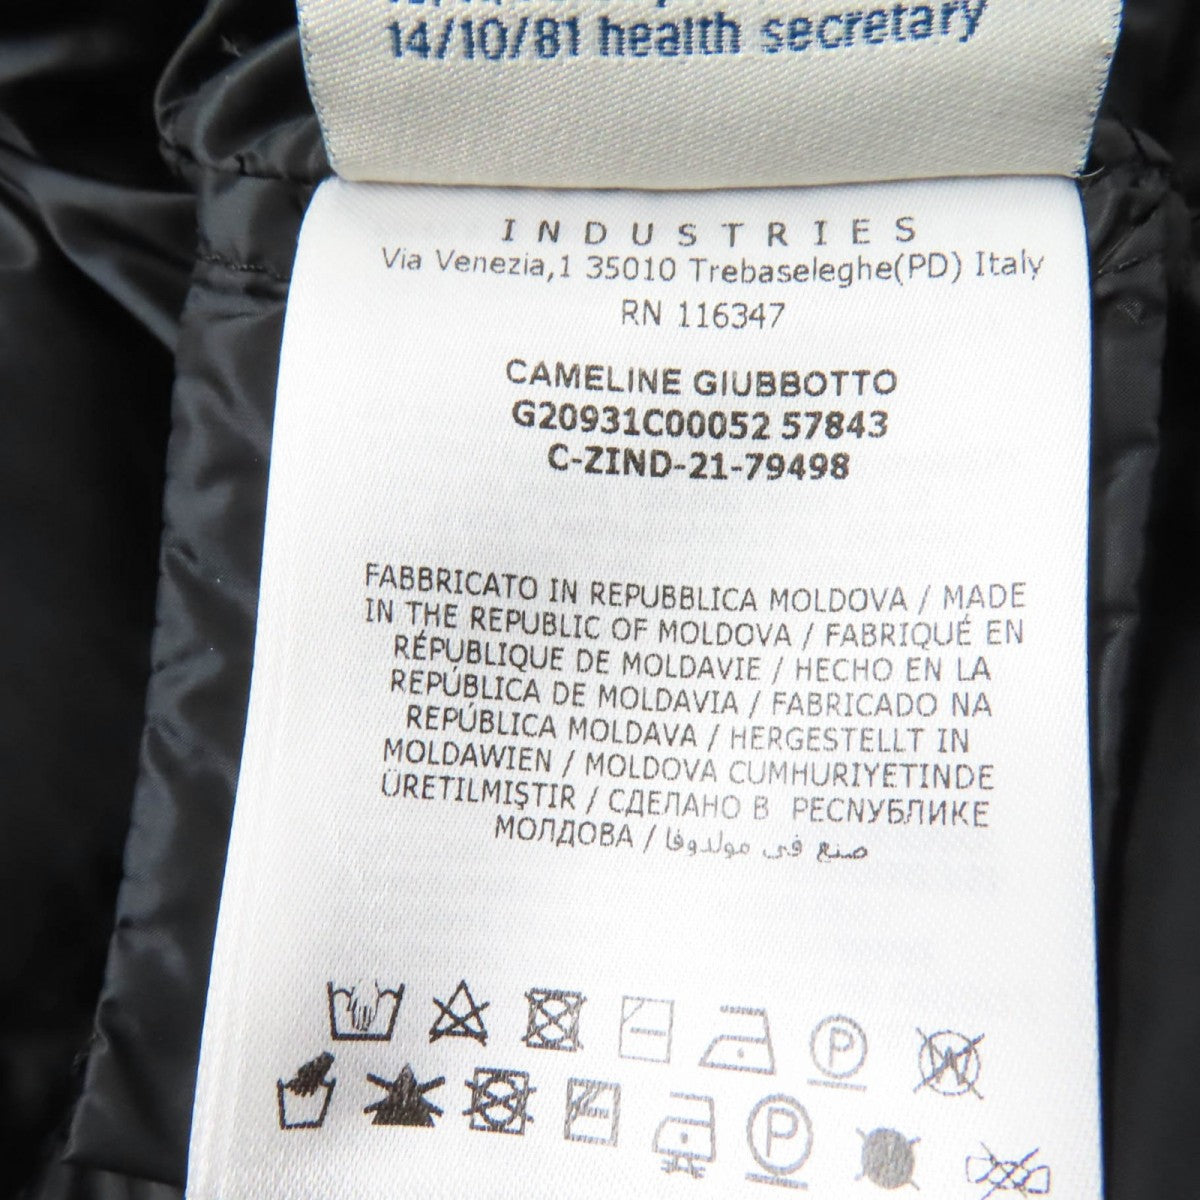 14/10/81 health secretary
INDUSTRIES
Via Venezia,1 35010 Trebaseleghe(PD) Italy
RN 116347
CAMELINE GIUBBOTTO
G20931C00052 57843
C-ZIND-21-79498
FABBRICATO IN REPUBBLICA MOLDOVA / MADE
IN THE REPUBLIC OF MOLDOVA / FABRIQUÉ EN
RÉPUBLIQUE DE MOLDAVIE / HECHO EN LA
REPÚBLICA DE MOLDAVIA / FABRICADO NA
REPÚBLICA MOLDAVA / HERGESTELLT IN
MOLDAWIEN / MOLDOVA CUMHURIYETINDE
ÜRETILMIŞTIR / СДЕЛАНО В РЕСПУБЛИКЕ
МОЛДОВА / صنع في مولدوفا
P W
P